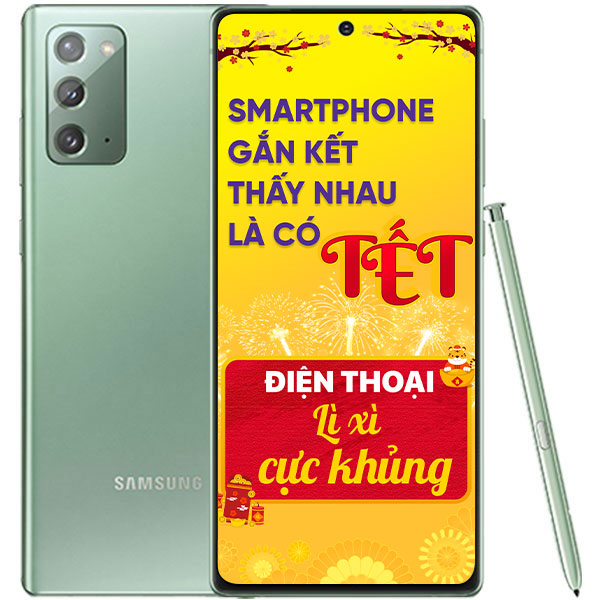 SMARTPHONE
GẮN KẾT
THẤY NHAU
LÀ CÓ TẾT
ĐIỆN THOẠI
Lì xì
cực khủng
SAMSUNG